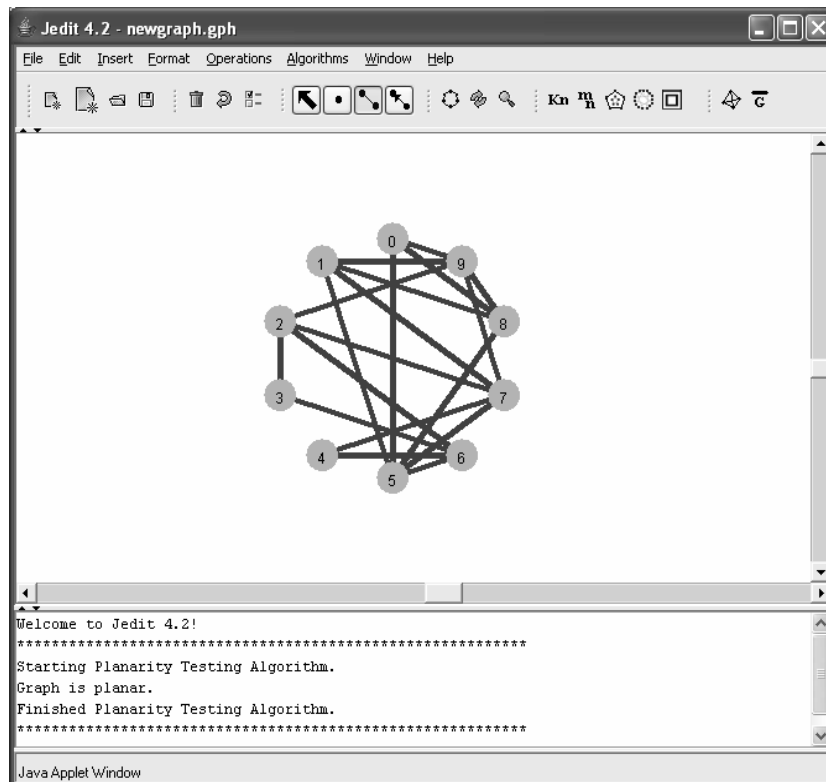 Jedit 4.2 - newgraph.gph
File Edit Insert Format Operations Algorithms Window Help
Kn m n G
0
1
9
2
8
3
7
4
6
5
Welcome to Jedit 4.2!
***********************************************************
Starting Planarity Testing Algorithm.
Graph is planar.
Finished Planarity Testing Algorithm.
***********************************************************
Java Applet Window